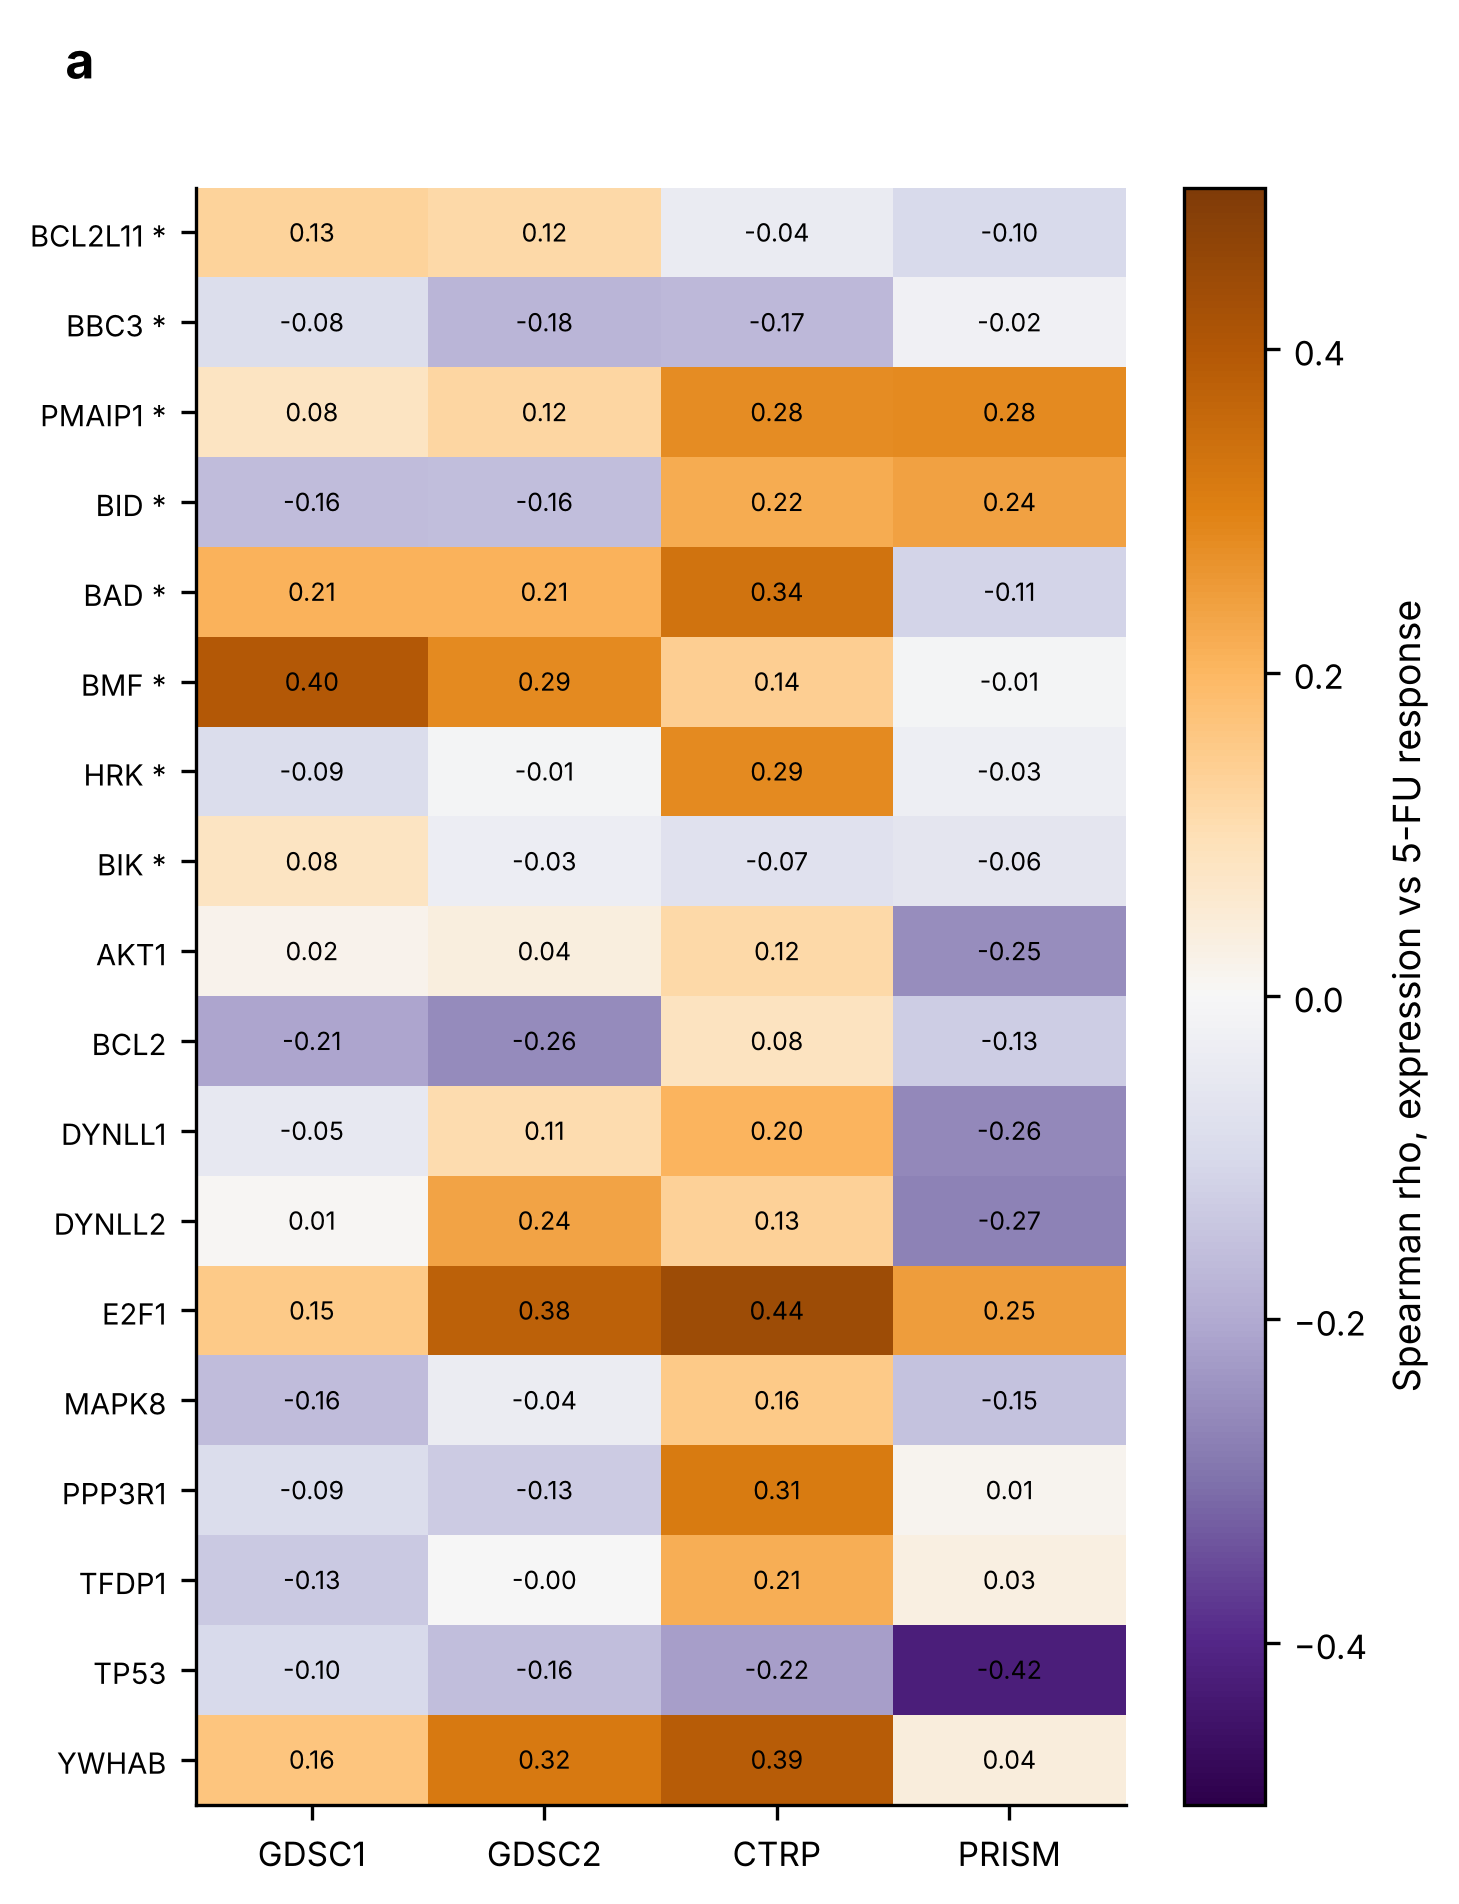 a
BCL2L11 * 0.13 0.12 -0.04 -0.10
BBC3 * -0.08 -0.18 -0.17 -0.02
PMAIP1 * 0.08 0.12 0.28 0.28
BID * -0.16 -0.16 0.22 0.24
BAD * 0.21 0.21 0.34 -0.11
BMF * 0.40 0.29 0.14 -0.01
HRK * -0.09 -0.01 0.29 -0.03
BIK * 0.08 -0.03 -0.07 -0.06
AKT1 0.02 0.04 0.12 -0.25
BCL2 -0.21 -0.26 0.08 -0.13
DYNLL1 -0.05 0.11 0.20 -0.26
DYNLL2 0.01 0.24 0.13 -0.27
E2F1 0.15 0.38 0.44 0.25
MAPK8 -0.16 -0.04 0.16 -0.15
PPP3R1 -0.09 -0.13 0.31 0.01
TFDP1 -0.13 -0.00 0.21 0.03
TP53 -0.10 -0.16 -0.22 -0.42
YWHAB 0.16 0.32 0.39 0.04
GDSC1 GDSC2 CTRP PRISM
0.4
0.2
0.0
−0.2
−0.4
Spearman rho, expression vs 5-FU response